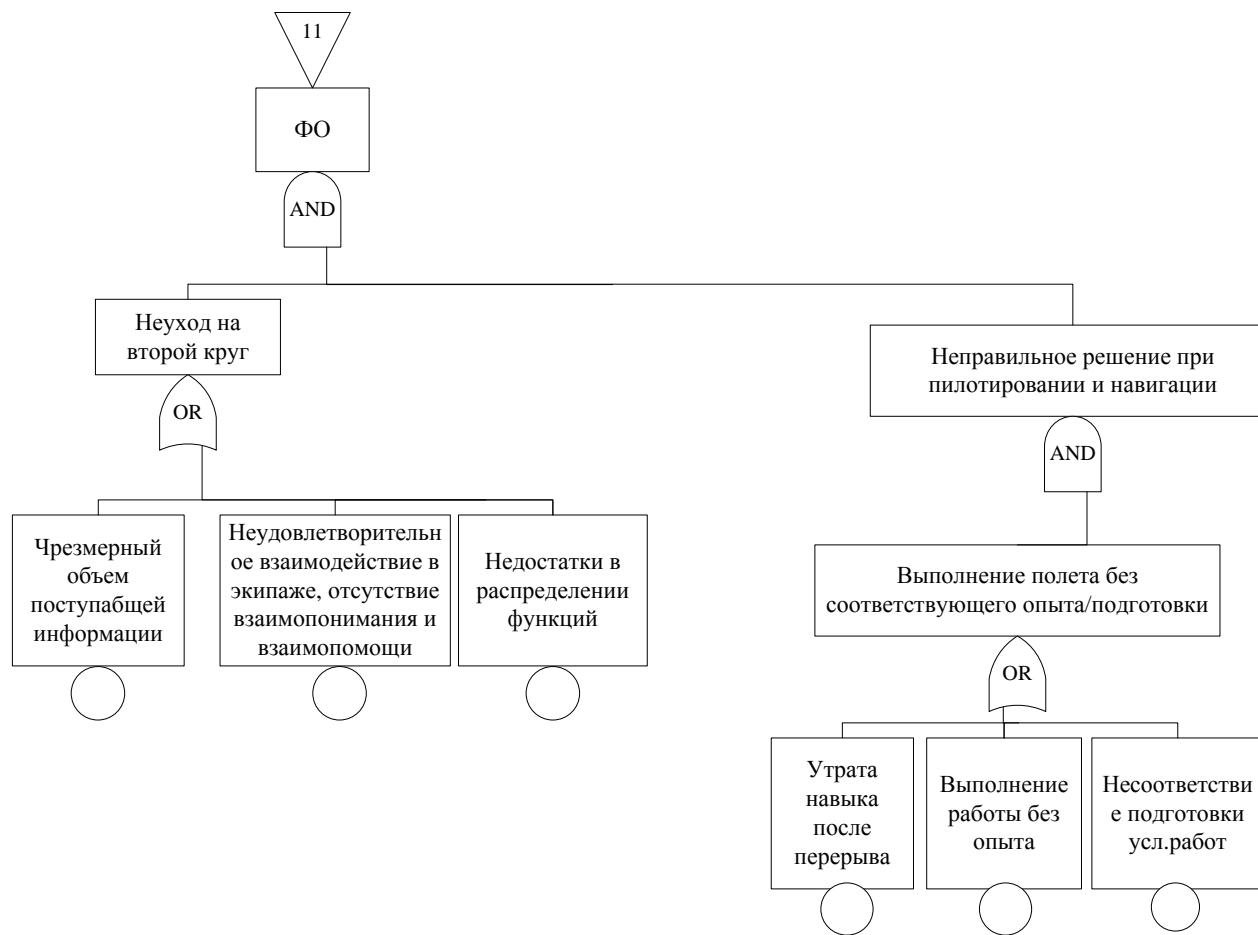 11
ФО
AND
Неуход на
второй круг
Неправильное решение при
пилотировании и навигации
OR
AND
Чрезмерный
объем
поступабщей
информации
Неудовлетворительн
ое взаимодействие в
экипаже, отсутствие
взаимопонимания и
взаимопомощи
Недостатки в
распределении
функций
Выполнение полета без
соответствующего опыта/подготовки
OR
Утрата
навыка
после
перерыва
Выполнение
работы без
опыта
Несоответстви
е подготовки
усл.работ